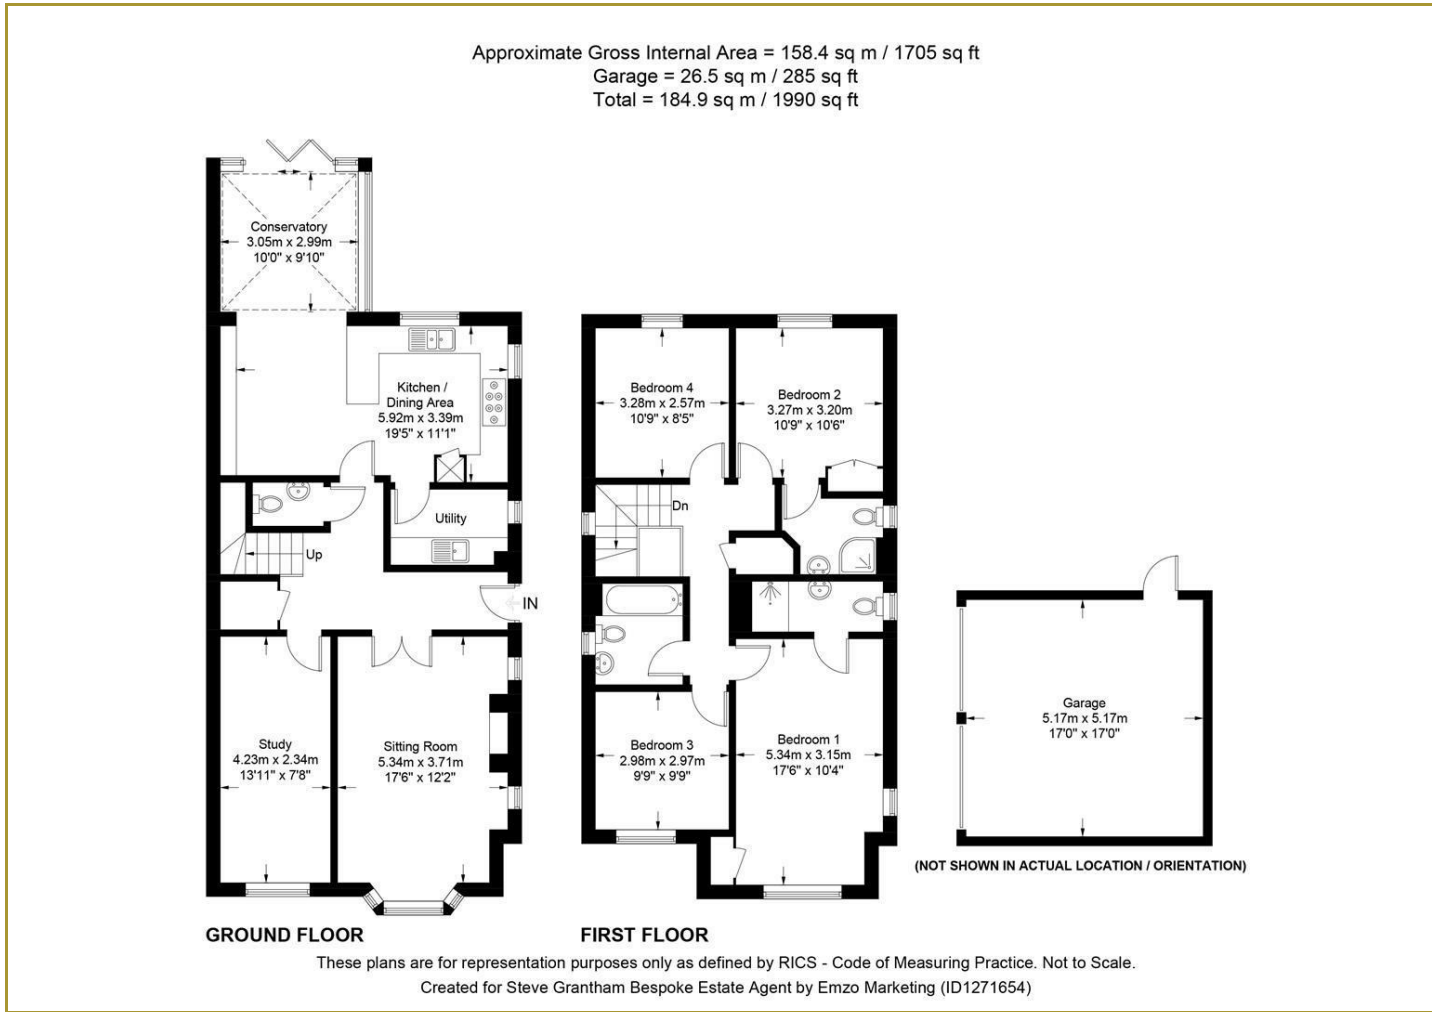 Approximate Gross Internal Area = 158.4 sq m / 1705 sq ft
Garage = 26.5 sq m / 285 sq ft
Total = 184.9 sq m / 1990 sq ft
Conservatory
3.05m x 2.99m
10'0" x 9'10"
Kitchen /
Dining Area
5.92m x 3.39m
19'5" x 11'1"
Utility
Up
IN
Study
4.23m x 2.34m
13'11" x 7'8"
Sitting Room
5.34m x 3.71m
17'6" x 12'2"
GROUND FLOOR
Bedroom 4
3.28m x 2.57m
10'9" x 8'5"
Bedroom 2
3.27m x 3.20m
10'9" x 10'6"
Dn
Bedroom 3
2.98m x 2.97m
9'9" x 9'9"
Bedroom 1
5.34m x 3.15m
17'6" x 10'4"
FIRST FLOOR
Garage
5.17m x 5.17m
17'0" x 17'0"
(NOT SHOWN IN ACTUAL LOCATION / ORIENTATION)
These plans are for representation purposes only as defined by RICS - Code of Measuring Practice. Not to Scale.
Created for Steve Grantham Bespoke Estate Agent by Emzo Marketing (ID1271654)